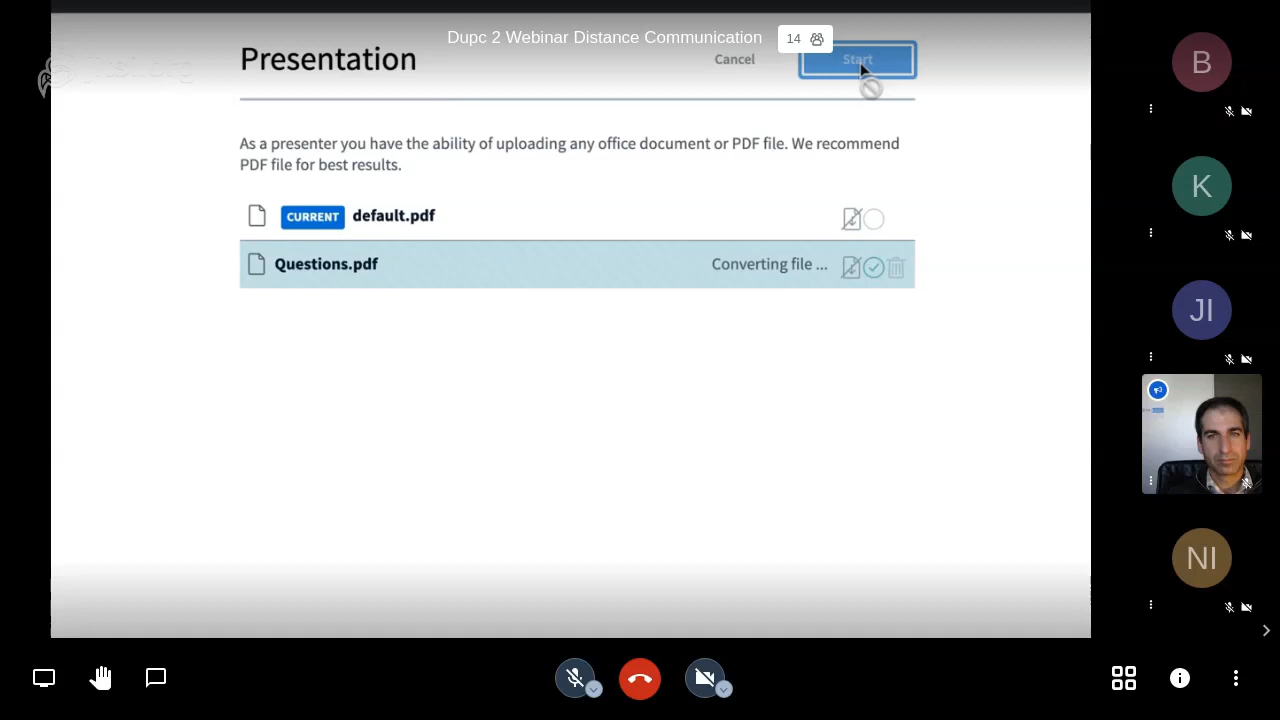 Dupc 2 Webinar Distance Communication
14
Presentation
Cancel
Start
As a presenter you have the ability of uploading any office document or PDF file. We recommend
PDF file for best results.
CURRENT default.pdf
Questions.pdf
Converting file ...
B
K
JI
NI